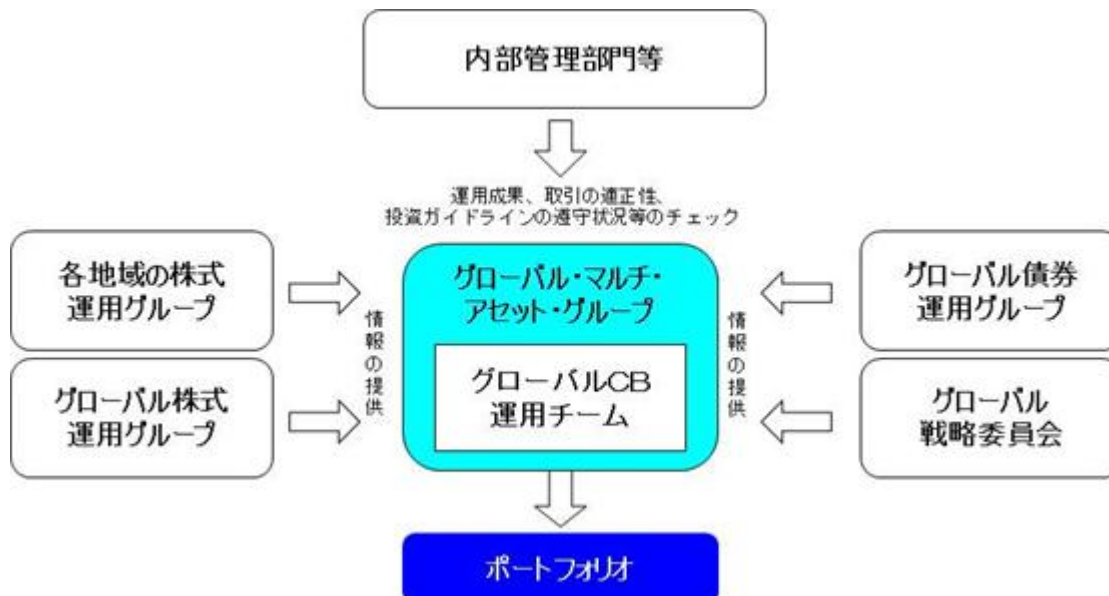 内部管理部門等
運用成果、取引の適正性、
投資ガイドラインの遵守状況等のチェック
各地域の株式
運用グループ
グローバル株式
運用グループ
情報の提供
グローバル・マルチ・
アセット・グループ
グローバルCB
運用チーム
情報の提供
グローバル債券
運用グループ
グローバル
戦略委員会
ポートフォリオ